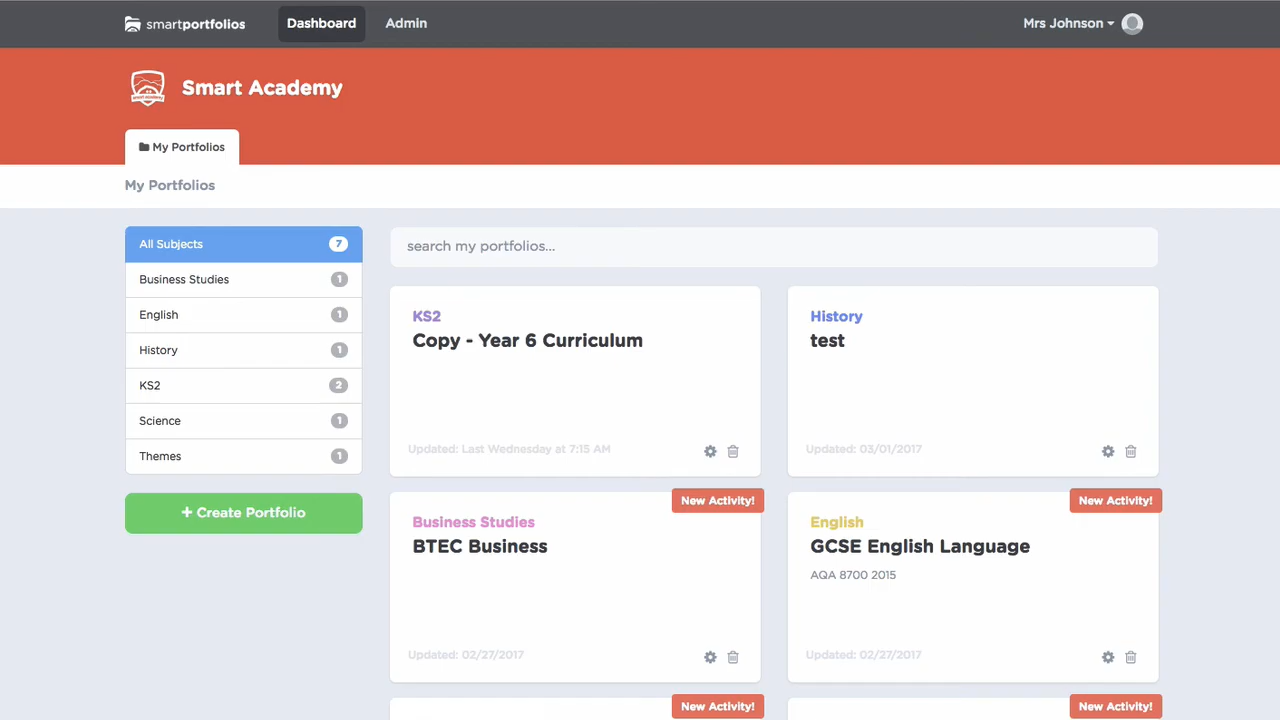 smartportfolios
Dashboard
Admin
Mrs Johnson
Smart Academy
My Portfolios
My Portfolios
All Subjects 7
Business Studies 1
English 1
History 1
KS2 2
Science 1
Themes 1
+ Create Portfolio
search my portfolios...
KS2
Copy - Year 6 Curriculum
Updated: Last Wednesday at 7:15 AM
History
test
Updated: 03/01/2017
New Activity!
Business Studies
BTEC Business
Updated: 02/27/2017
New Activity!
English
GCSE English Language
AQA 8700 2015
Updated: 02/27/2017
New Activity!
New Activity!